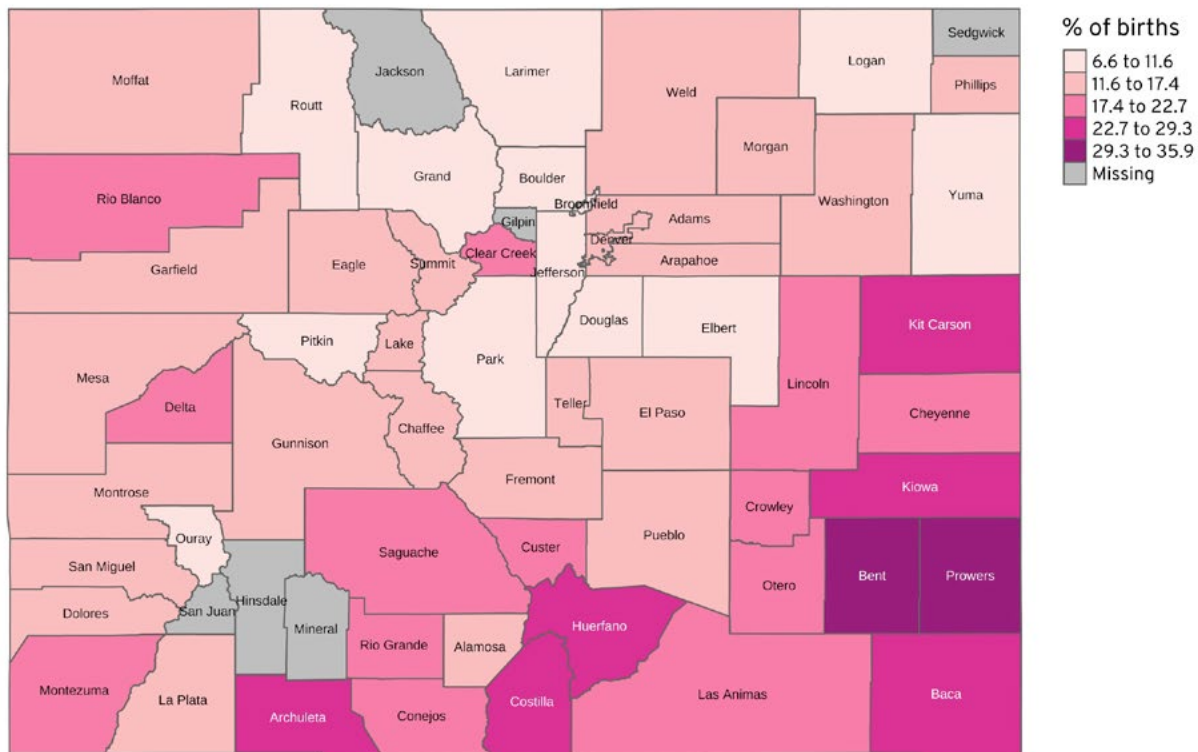 % of births
6.6 to 11.6
11.6 to 17.4
17.4 to 22.7
22.7 to 29.3
29.3 to 35.9
Missing
Moffat
Routt
Jackson
Larimer
Weld
Logan
Sedgwick
Phillips
Morgan
Rio Blanco
Grand
Boulder
Broomfield
Gilpin
Adams
Washington
Yuma
Garfield
Eagle
Summit
Clear Creek
Jefferson
Denver
Arapahoe
Mesa
Pitkin
Lake
Park
Douglas
Elbert
Kit Carson
Delta
Gunnison
Chaffee
Teller
El Paso
Lincoln
Cheyenne
Montrose
Fremont
Kiowa
Ouray
Saguache
Custer
Pueblo
Crowley
San Miguel
Dolores
San Juan
Hinsdale
Mineral
Otero
Bent
Prowers
Rio Grande
Alamosa
Huerfano
Montezuma
La Plata
Archuleta
Conejos
Costilla
Las Animas
Baca